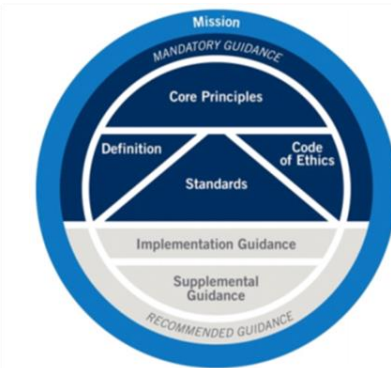 Mission
MANDATORY GUIDANCE
Core Principles
Definition
Code
of Ethics
Standards
Implementation Guidance
Supplemental
Guidance
RECOMMENDED GUIDANCE